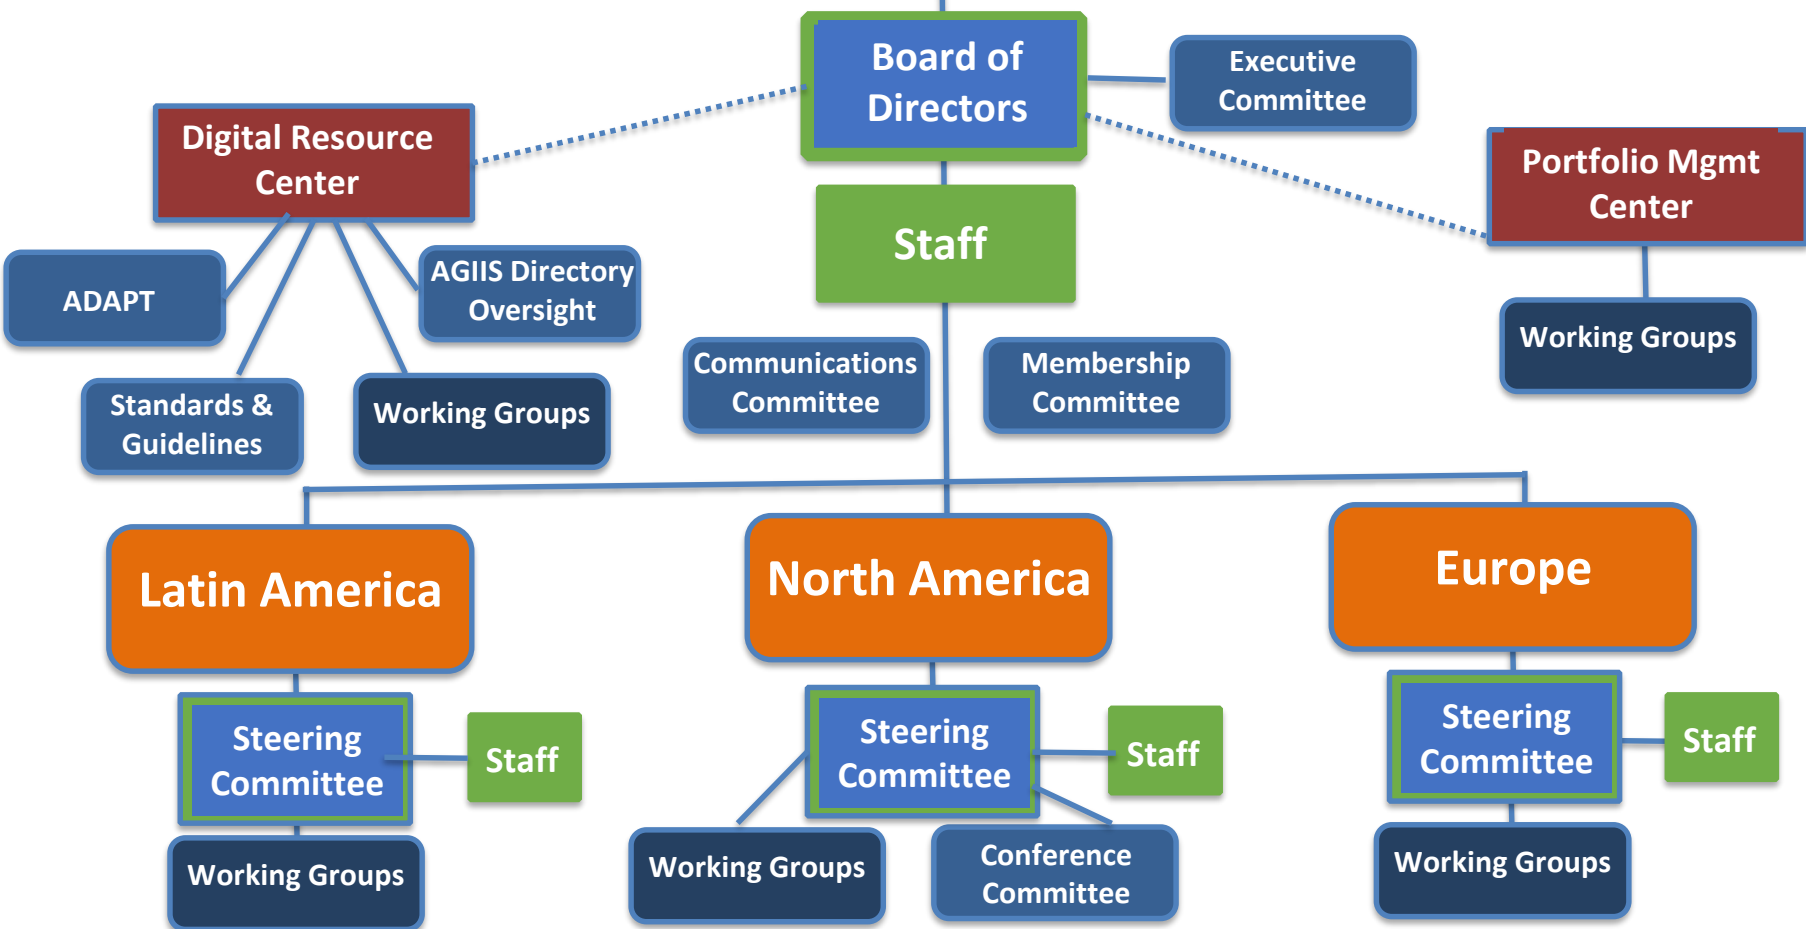 Board of
Directors
Executive
Committee
Digital Resource
Center
Portfolio Mgmt
Center
Staff
ADAPT
AGIIS Directory
Oversight
Working Groups
Communications
Committee
Membership
Committee
Standards &
Guidelines
Working Groups
Latin America
North America
Europe
Steering
Committee
Staff
Steering
Committee
Staff
Steering
Committee
Staff
Working Groups
Working Groups
Conference
Committee
Working Groups